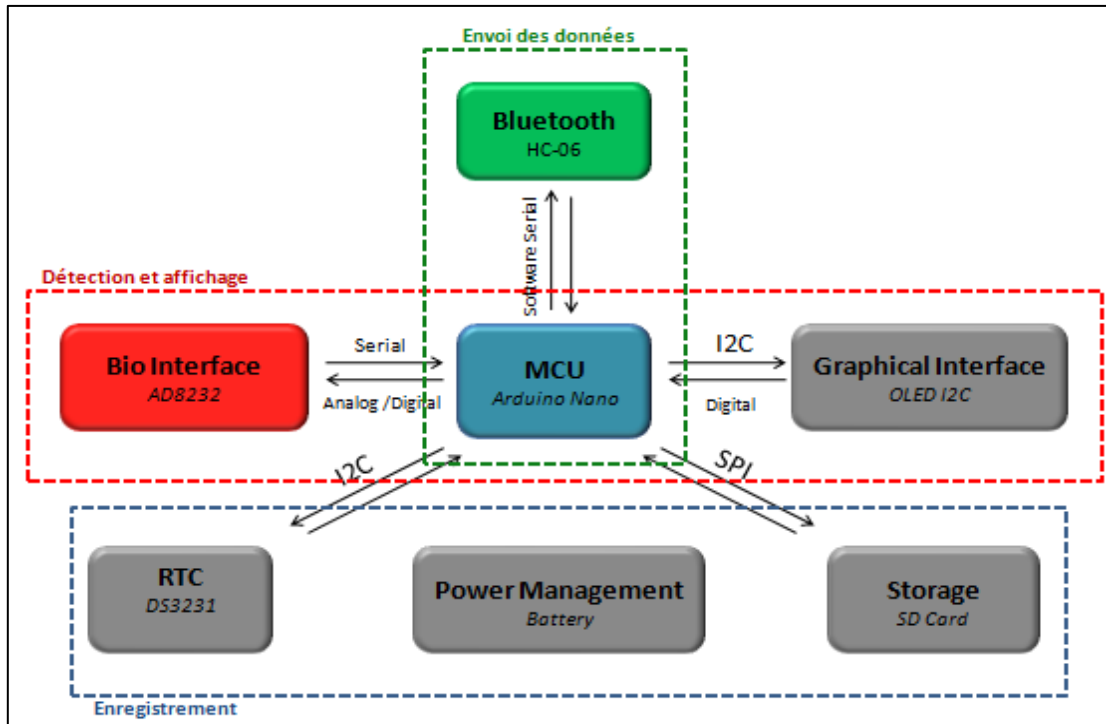 Envoi des données
Bluetooth
HC-06
Software Serial
Détection et affichage
Bio Interface
AD8232
Serial
Analog /Digital
MCU
Arduino Nano
I2C
Digital
Graphical Interface
OLED I2C
I2C
SPI
RTC
DS3231
Power Management
Battery
Storage
SD Card
Enregistrement